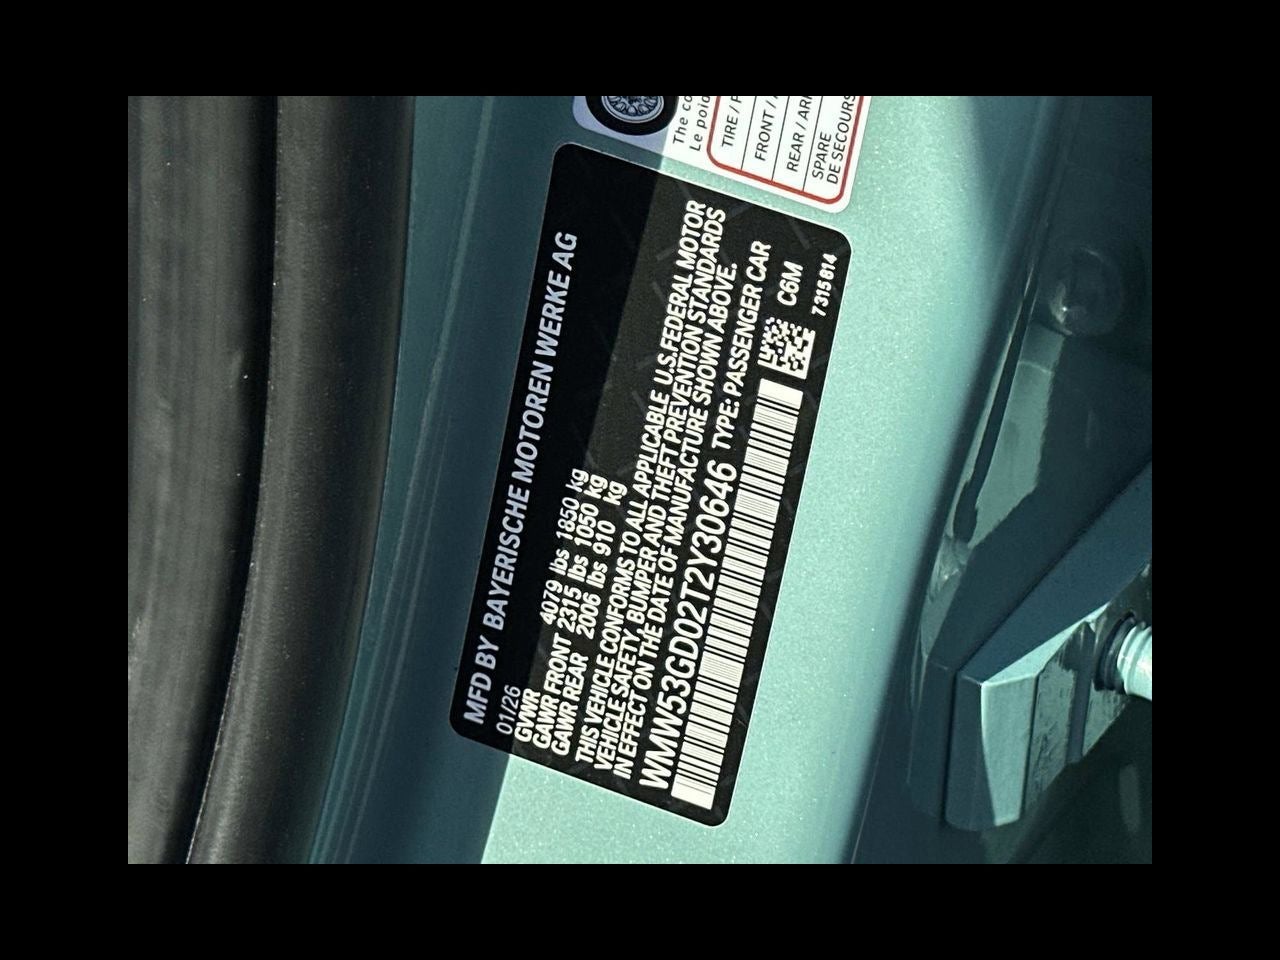 MFD BY BAYERISCHE MOTOREN WERKE AG
01/26
GVWR 4079 lbs 1850 kg
GAWR FRONT 2315 lbs 1050 kg
GAWR REAR 2006 lbs 910 kg
THIS VEHICLE CONFORMS TO ALL APPLICABLE U.S. FEDERAL MOTOR
VEHICLE SAFETY, BUMPER AND THEFT PREVENTION STANDARDS
IN EFFECT ON THE DATE OF MANUFACTURE SHOWN ABOVE.
WMW53GD02T2Y30646 TYPE: PASSENGER CAR
C6M
7315814
The
Le
TIRE /
FRONT /
REAR /
SPARE
DE SECOURS